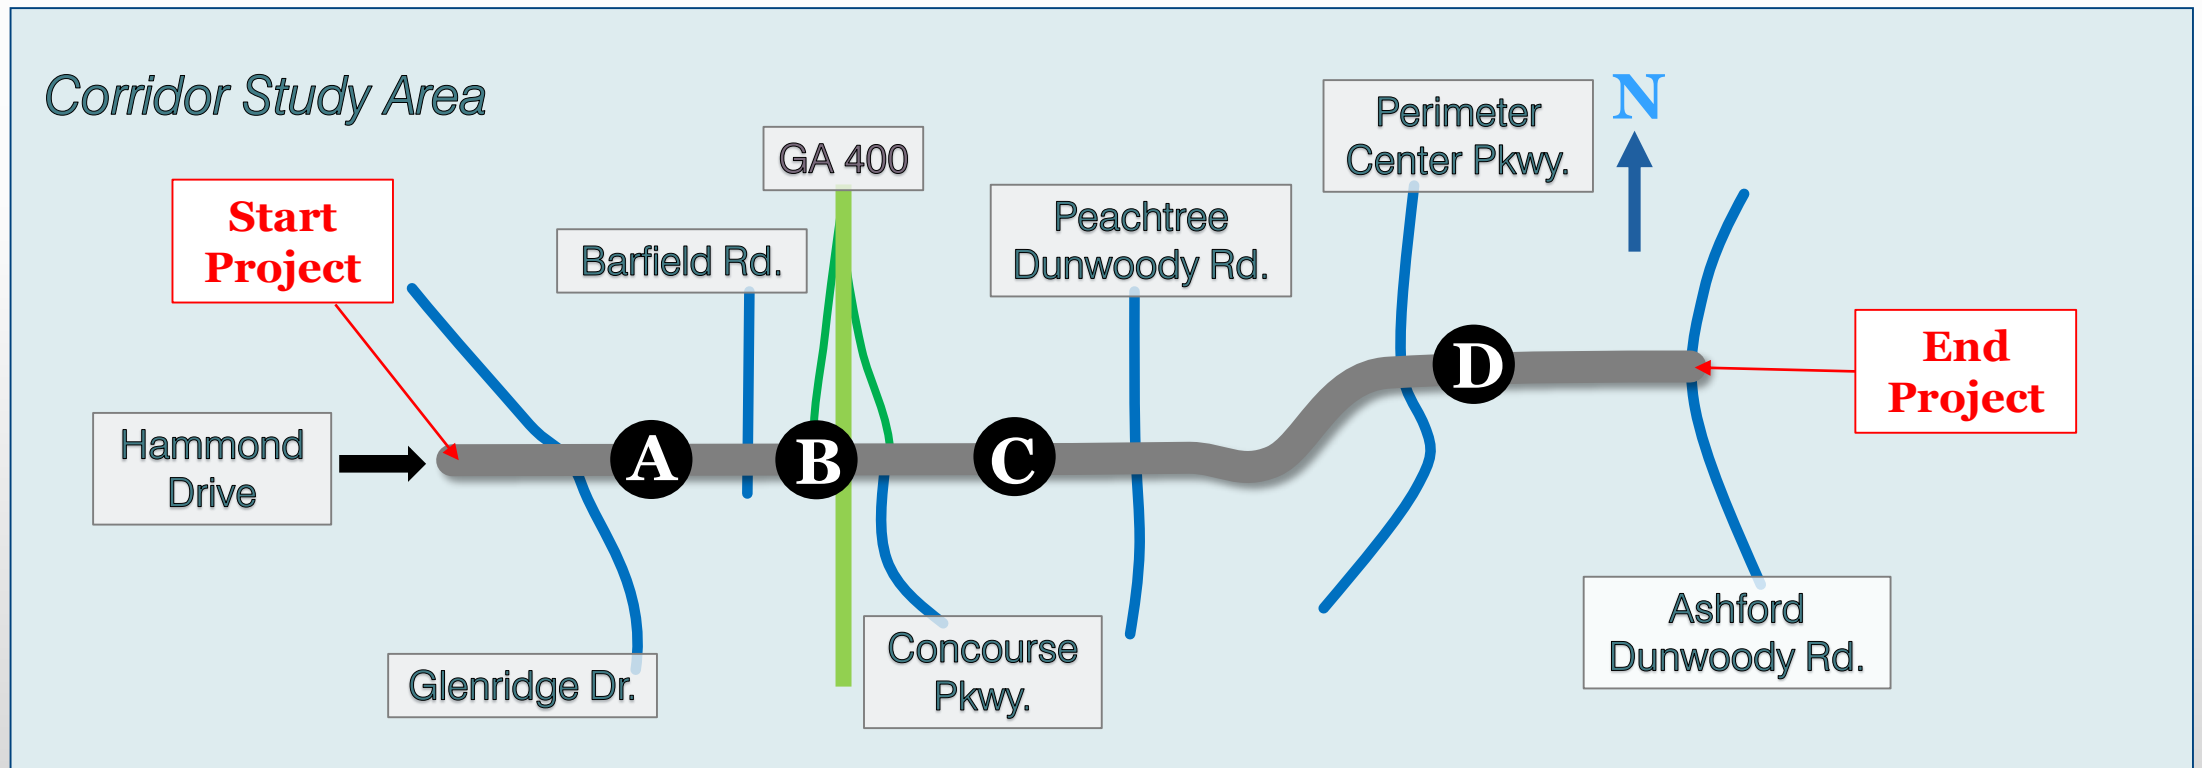 Corridor Study Area
Perimeter
Center Pkwy.
N
GA 400
Start
Project
Peachtree
Dunwoody Rd.
Barfield Rd.
End
Project
D
Hammond
Drive
A
B
C
Ashford
Dunwoody Rd.
Concourse
Pkwy.
Glenridge Dr.